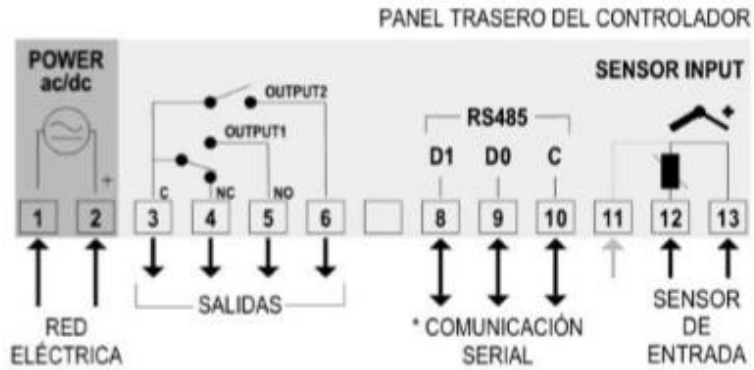 PANEL TRASERO DEL CONTROLADOR
POWER
ac/dc
SENSOR INPUT
OUTPUT2
OUTPUT1
RS485
D1 D0 C
+
+
C NC NO
1 2 3 4 5 6 8 9 10 11 12 13
RED
ELÉCTRICA
SALIDAS
* COMUNICACIÓN
SERIAL
SENSOR
DE
ENTRADA